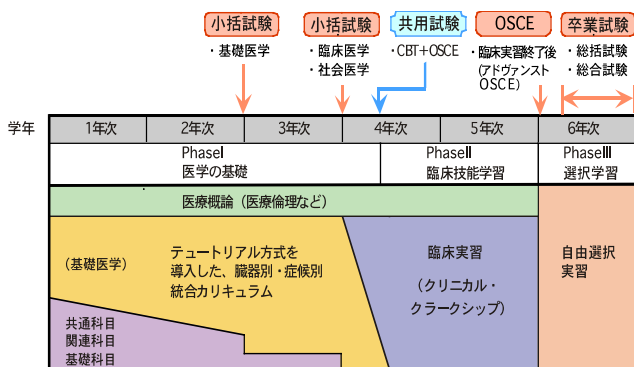 小括試験
・基礎医学
小括試験
・臨床医学
・社会医学
共用試験
・CBT+OSCE
OSCE
・臨床実習終了後
(アドヴァンスト
OSCE)
卒業試験
・総括試験
・総合試験
学年
1年次
2年次
3年次
4年次
5年次
6年次
PhaseⅠ
医学の基礎
PhaseⅡ
臨床技能学習
PhaseⅢ
選択学習
医療概論（医療倫理など）
(基礎医学)
テュートリアル方式を
導入した、臓器別・症候別
統合カリキュラム
臨床実習
(クリニカル・
クラークシップ)
自由選択
実習
共通科目
関連科目
基礎科目